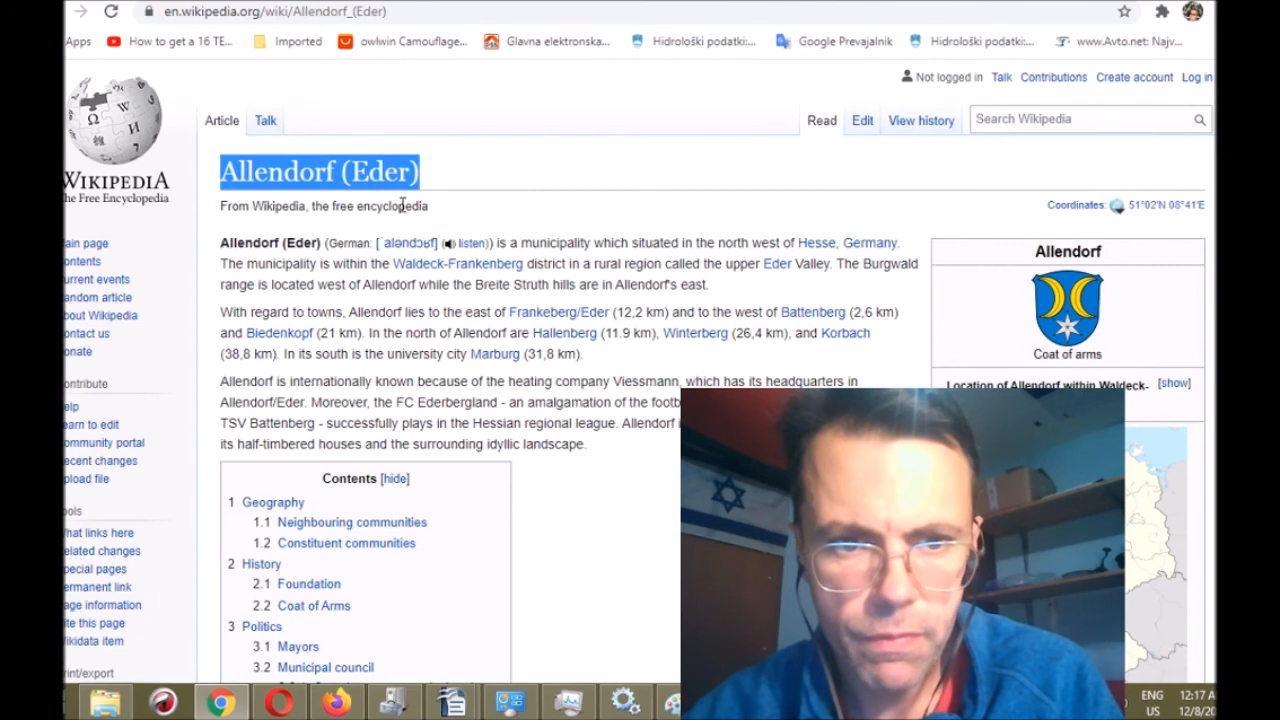 en.wikipedia.org/wiki/Allendorf_(Eder)
Apps How to get a 16 TE... Imported owlwin Camouflage... Glavna elektronska... Hidrološki podatki:... Google Prevajalnik Hidrološki podatki:... www.Avto.net: Najv...
Not logged in Talk Contributions Create account Log in
Article Talk Read Edit View history Search Wikipedia
WIKIPEDIA
The Free Encyclopedia
Allendorf (Eder)
From Wikipedia, the free encyclopedia
Coordinates: 51°02′N 08°41′E
ain page
ontents
urrent events
andom article
bout Wikipedia
ontact us
onate
ontribute
elp
earn to edit
ommunity portal
ecent changes
pload file
ools
hat links here
elated changes
pecial pages
ermanent link
age information
ite this page
ikidata item
rint/export
Allendorf (Eder) (German: [ˈaləndɔʁf] ( listen)) is a municipality which situated in the north west of Hesse, Germany.
The municipality is within the Waldeck-Frankenberg district in a rural region called the upper Eder Valley. The Burgwald
range is located west of Allendorf while the Breite Struth hills are in Allendorf's east.
With regard to towns, Allendorf lies to the east of Frankeberg/Eder (12,2 km) and to the west of Battenberg (2,6 km)
and Biedenkopf (21 km). In the north of Allendorf are Hallenberg (11.9 km), Winterberg (26,4 km), and Korbach
(38,8 km). In its south is the university city Marburg (31,8 km).
Allendorf is internationally known because of the heating company Viessmann, which has its headquarters in
Allendorf/Eder. Moreover, the FC Ederbergland - an amalgamation of the footb
TSV Battenberg - successfully plays in the Hessian regional league. Allendorf
its half-timbered houses and the surrounding idyllic landscape.
Contents [hide]
1 Geography
1.1 Neighbouring communities
1.2 Constituent communities
2 History
2.1 Foundation
2.2 Coat of Arms
3 Politics
3.1 Mayors
3.2 Municipal council
Allendorf
Coat of arms
Location of Allendorf within Waldeck- [show]
ENG
US
12:17 A
12/8/20